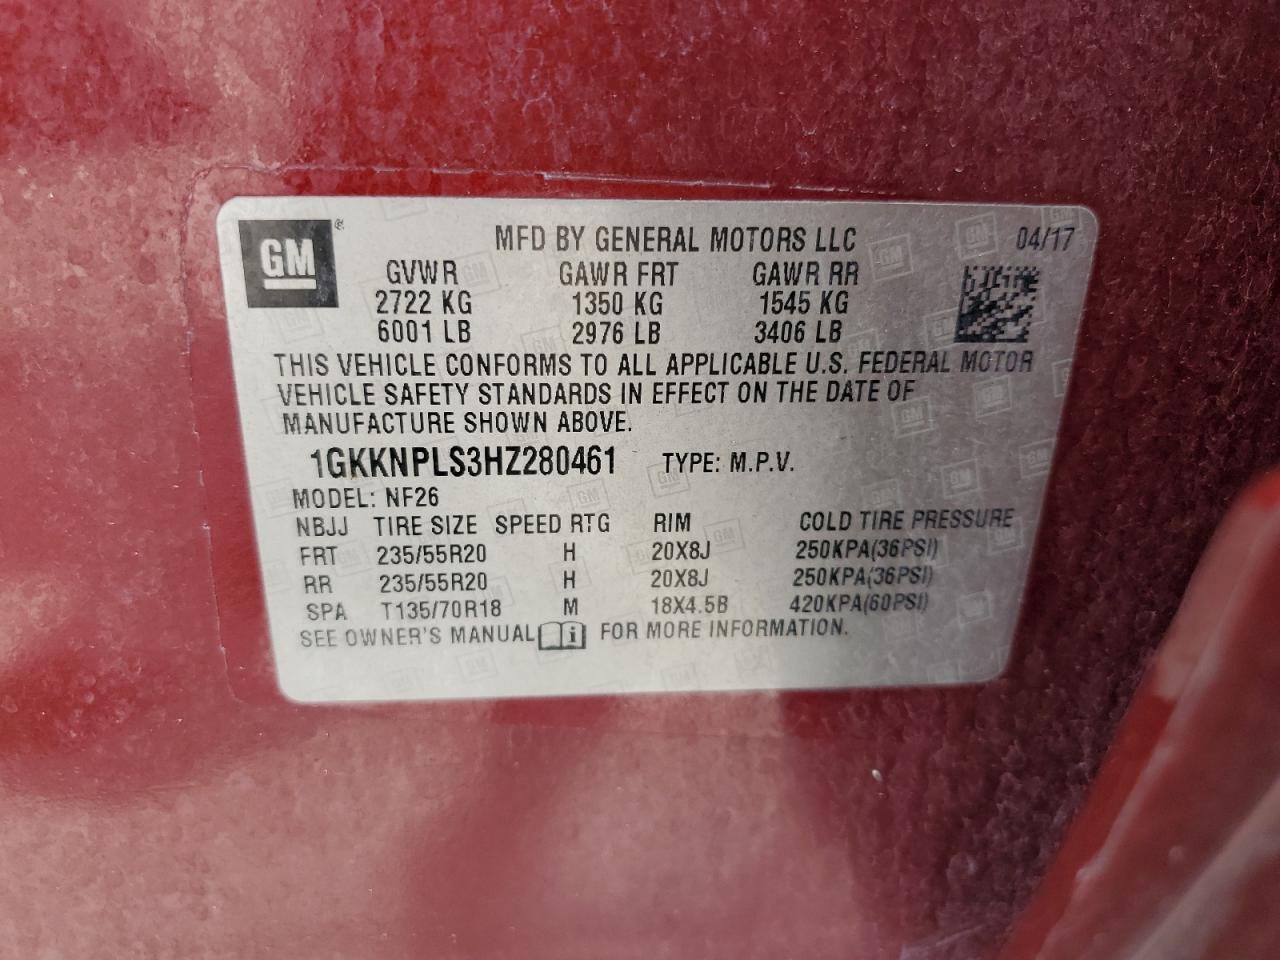 GM
MFD BY GENERAL MOTORS LLC 04/17
GVWR GAWR FRT GAWR RR
2722 KG 1350 KG 1545 KG
6001 LB 2976 LB 3406 LB
THIS VEHICLE CONFORMS TO ALL APPLICABLE U.S. FEDERAL MOTOR
VEHICLE SAFETY STANDARDS IN EFFECT ON THE DATE OF
MANUFACTURE SHOWN ABOVE.
1GKKNPLS3HZ280461 TYPE: M.P.V.
MODEL: NF26
NBJJ TIRE SIZE SPEED RTG RIM COLD TIRE PRESSURE
FRT 235/55R20 H 20X8J 250KPA(36PSI)
RR 235/55R20 H 20X8J 250KPA(36PSI)
SPA T135/70R18 M 18X4.5B 420KPA(60PSI)
SEE OWNER'S MANUAL FOR MORE INFORMATION.